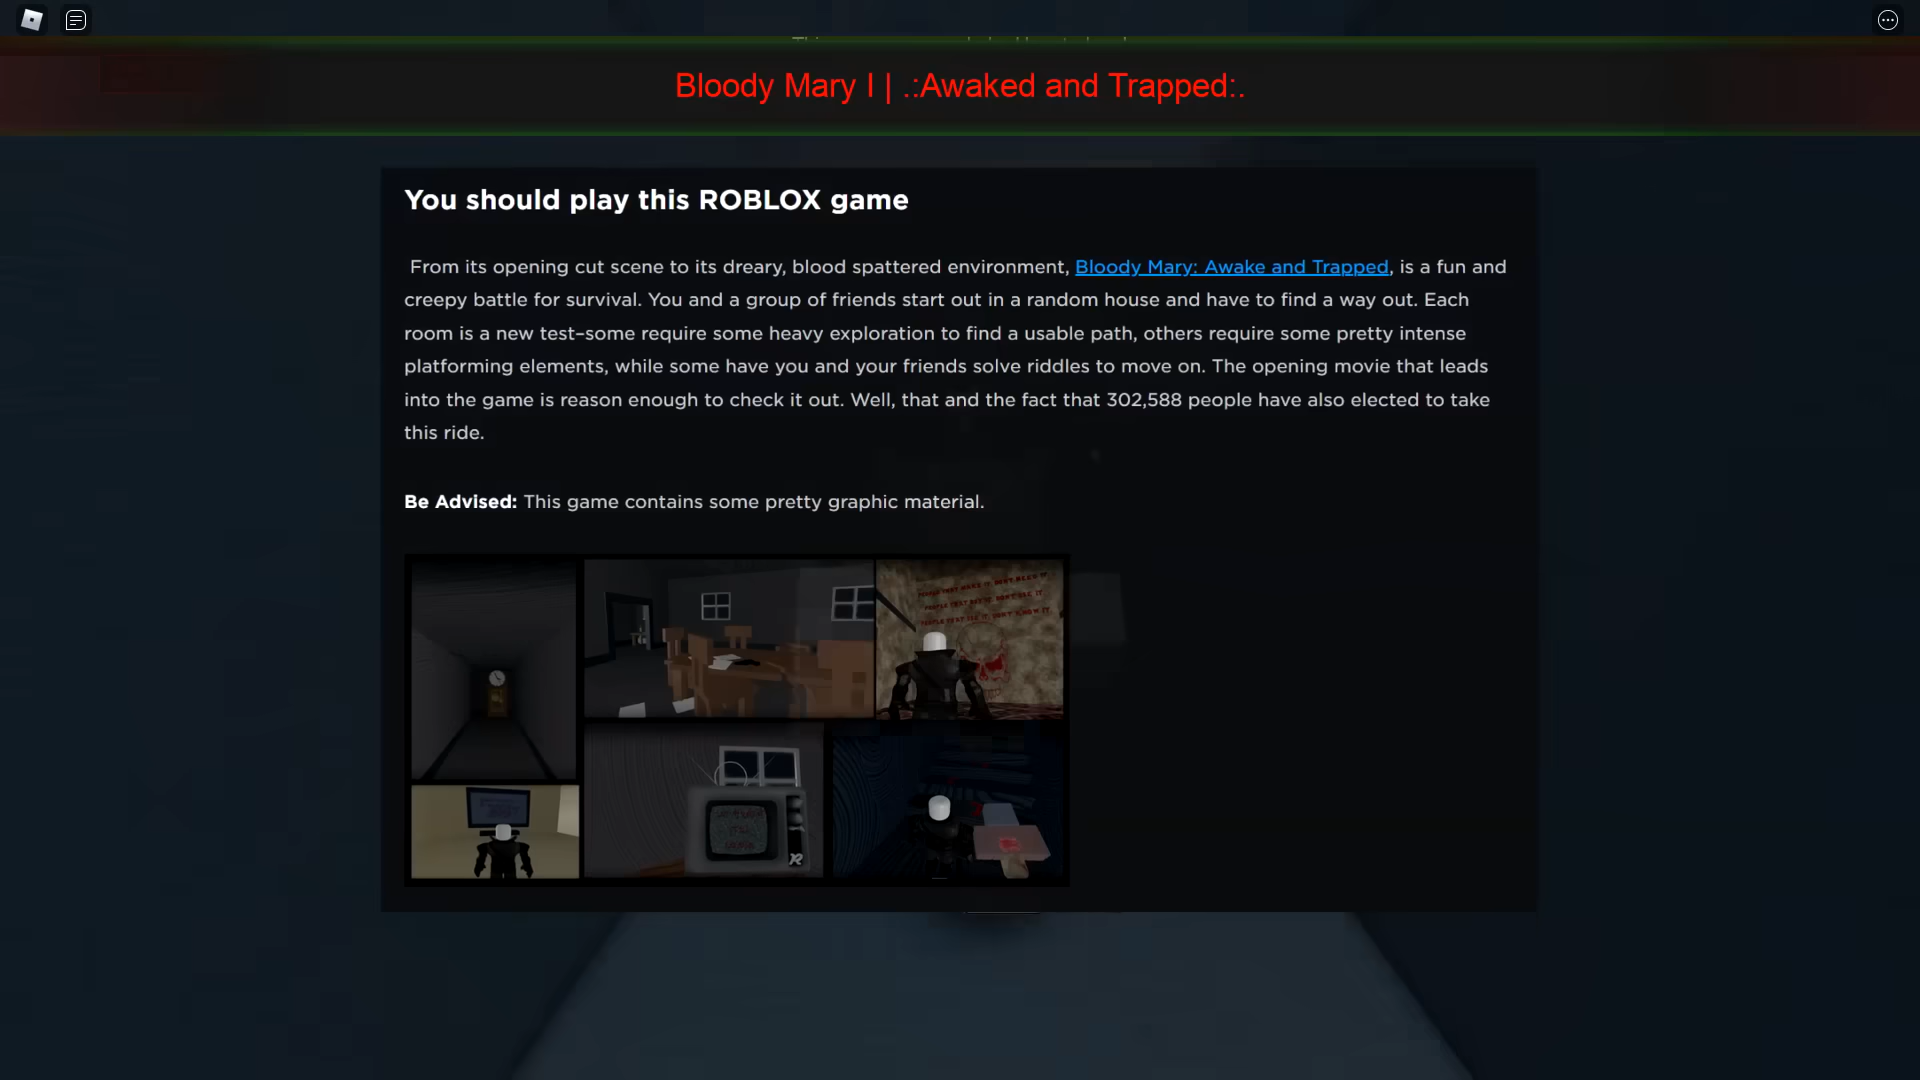 Bloody Mary I | .:Awaked and Trapped:.
You should play this ROBLOX game
From its opening cut scene to its dreary, blood spattered environment, Bloody Mary: Awake and Trapped, is a fun and
creepy battle for survival. You and a group of friends start out in a random house and have to find a way out. Each
room is a new test–some require some heavy exploration to find a usable path, others require some pretty intense
platforming elements, while some have you and your friends solve riddles to move on. The opening movie that leads
into the game is reason enough to check it out. Well, that and the fact that 302,588 people have also elected to take
this ride.
Be Advised: This game contains some pretty graphic material.